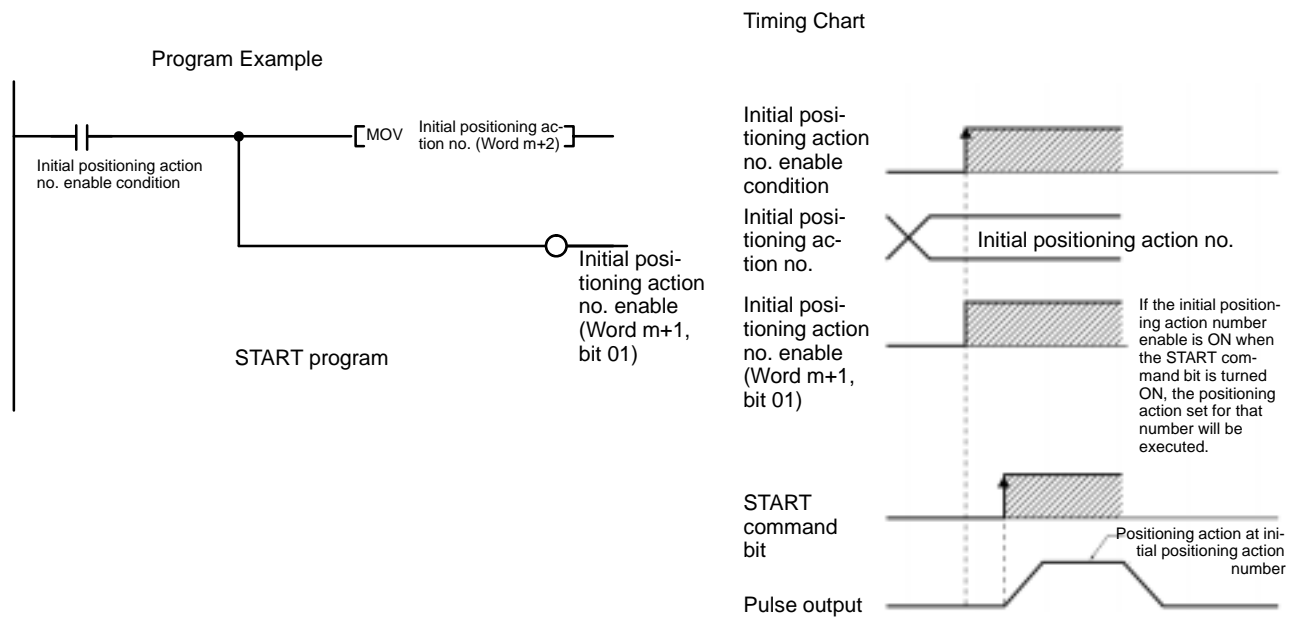 Program Example
MOV
Initial positioning ac-
tion no. (Word m+2)
Initial positioning action
no. enable condition
Initial posi-
tioning action
no. enable
(Word m+1,
bit 01)
START program
Timing Chart
Initial posi-
tioning action
no. enable
condition
Initial posi-
tioning ac-
tion no.
Initial positioning action no.
Initial posi-
tioning action
no. enable
(Word m+1,
bit 01)
If the initial position-
ing action number
enable is ON when
the START com-
mand bit is turned
ON, the positioning
action set for that
number will be
executed.
START
command
bit
Positioning action at ini-
tial positioning action
number
Pulse output